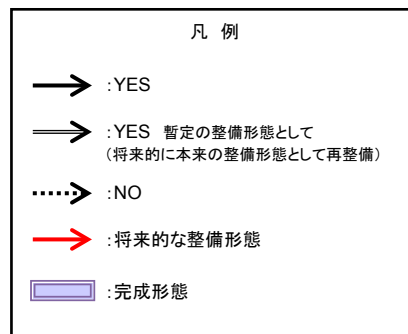 凡 例
:YES
:YES 暫定の整備形態として
(将来的に本来の整備形態として再整備)
:NO
:将来的な整備形態
:完成形態